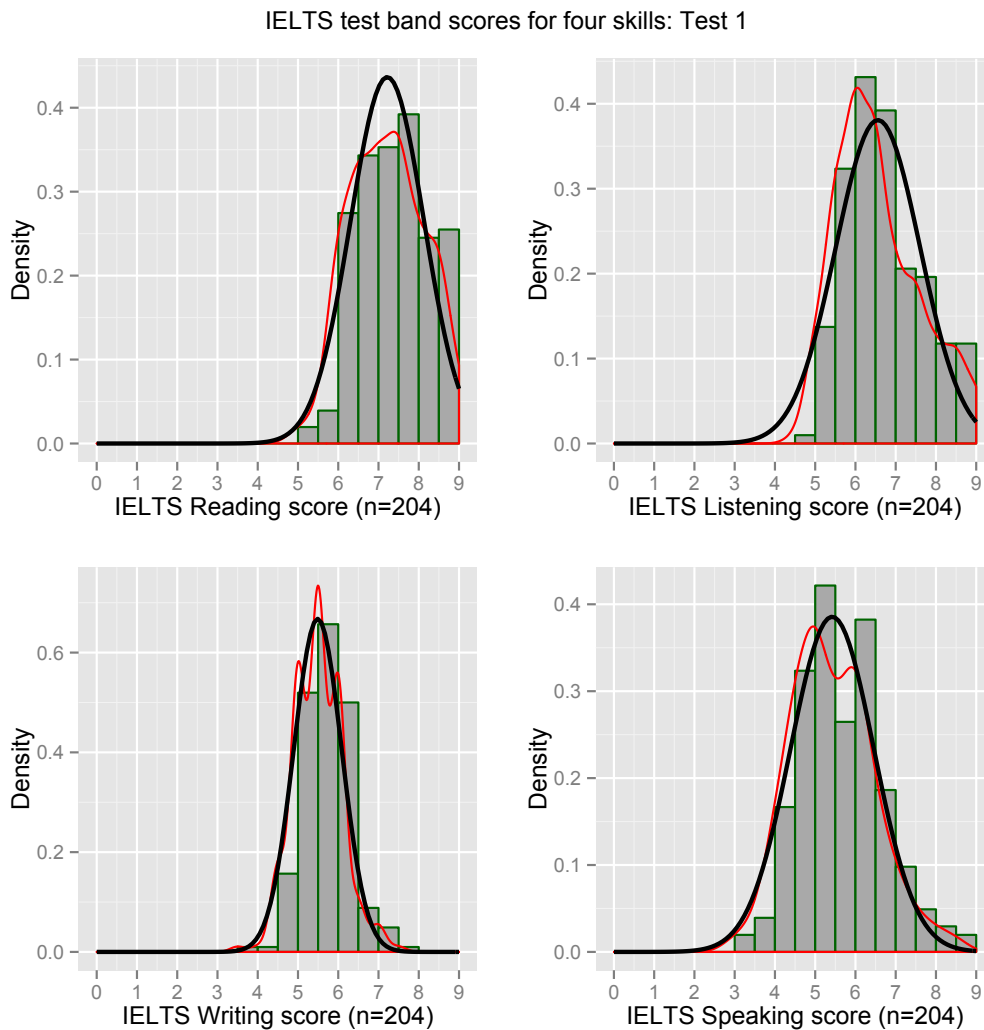 IELTS test band scores for four skills: Test 1
Density
0.4
0.3
0.2
0.1
0.0
0 1 2 3 4 5 6 7 8 9
IELTS Reading score (n=204)
Density
0.4
0.3
0.2
0.1
0.0
0 1 2 3 4 5 6 7 8 9
IELTS Listening score (n=204)
Density
0.6
0.4
0.2
0.0
0 1 2 3 4 5 6 7 8 9
IELTS Writing score (n=204)
Density
0.4
0.3
0.2
0.1
0.0
0 1 2 3 4 5 6 7 8 9
IELTS Speaking score (n=204)